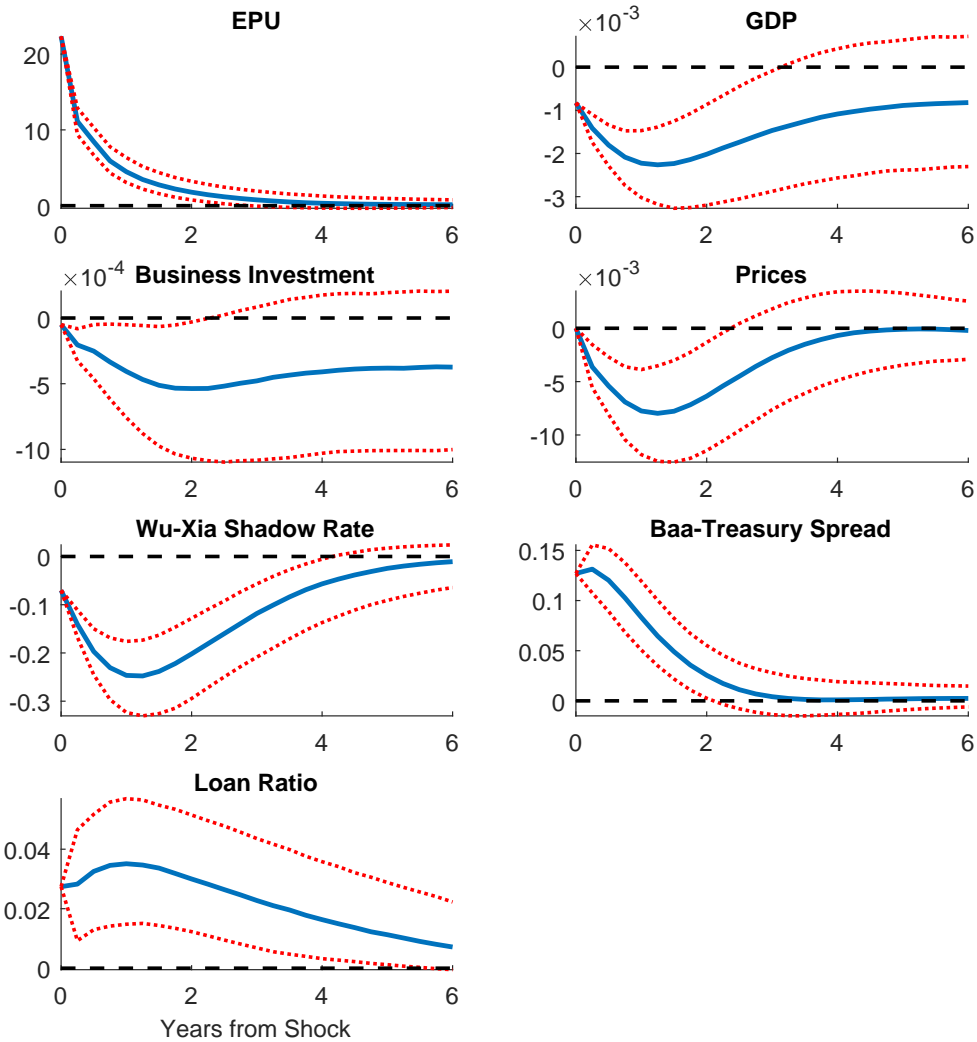 EPU
20
10
0
0 2 4 6
×10⁻³
GDP
0
-1
-2
-3
0 2 4 6
×10⁻⁴
Business Investment
0
-5
-10
0 2 4 6
×10⁻³
Prices
0
-5
-10
0 2 4 6
Wu-Xia Shadow Rate
0
-0.1
-0.2
-0.3
0 2 4 6
Baa-Treasury Spread
0.15
0.1
0.05
0
0 2 4 6
Loan Ratio
0.04
0.02
0
0 2 4 6
Years from Shock